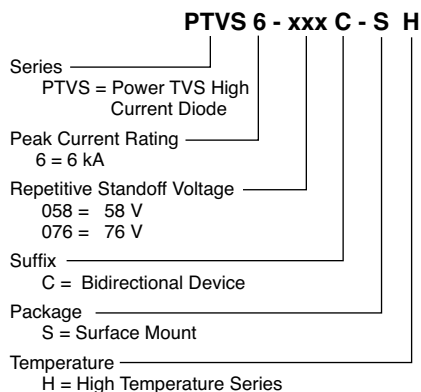 PTVS 6 - xxx C - S H
Series
PTVS = Power TVS High
Current Diode
Peak Current Rating
6 = 6 kA
Repetitive Standoff Voltage
058 = 58 V
076 = 76 V
Suffix
C = Bidirectional Device
Package
S = Surface Mount
Temperature
H = High Temperature Series